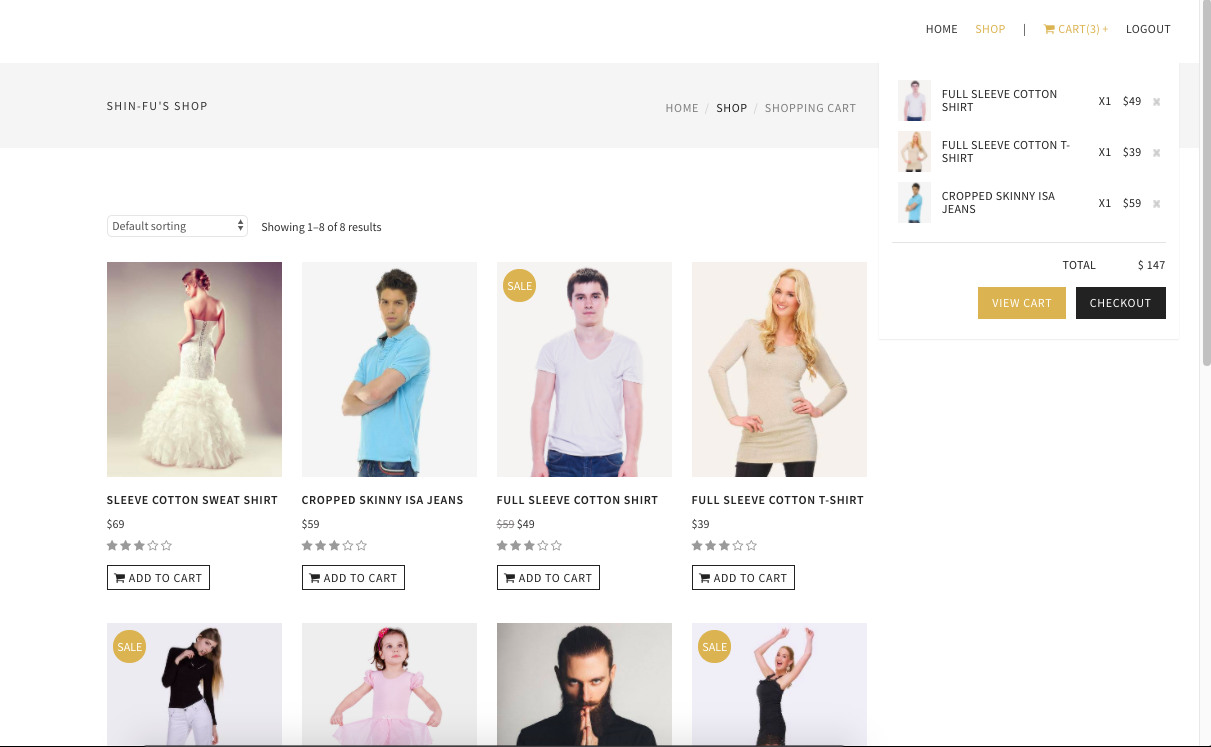 HOME SHOP | CART(3) + LOGOUT
SHIN-FU'S SHOP
HOME / SHOP / SHOPPING CART
FULL SLEEVE COTTON
SHIRT
X1 $49 ×
FULL SLEEVE COTTON T-
SHIRT
X1 $39 ×
CROPPED SKINNY ISA
JEANS
X1 $59 ×
TOTAL $ 147
VIEW CART CHECKOUT
Default sorting Showing 1–8 of 8 results
SALE
SLEEVE COTTON SWEAT SHIRT
$69
ADD TO CART
CROPPED SKINNY ISA JEANS
$59
ADD TO CART
FULL SLEEVE COTTON SHIRT
$59 $49
ADD TO CART
FULL SLEEVE COTTON T-SHIRT
$39
ADD TO CART
SALE
SALE